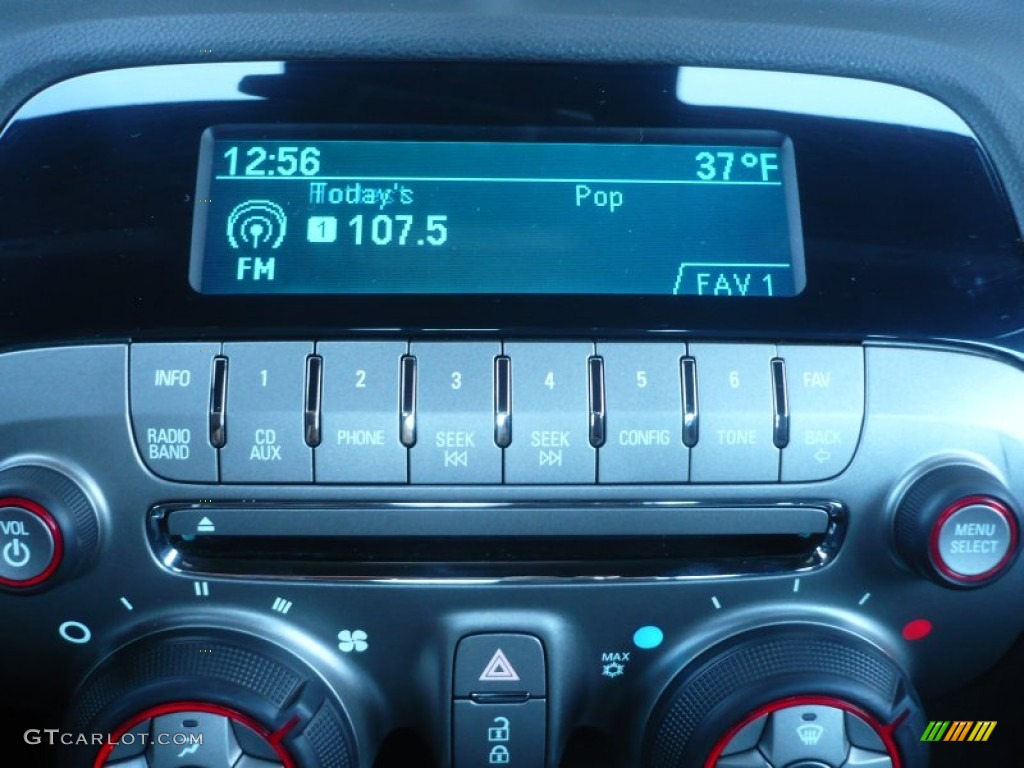 12:56 37°F
Today's Pop
1 107.5
FM
FAV 1
INFO 1 2 3 4 5 6 FAV
RADIO BAND CD AUX PHONE SEEK SEEK CONFIG TONE BACK
VOL
MENU SELECT
MAX
GTCARLOT.COM